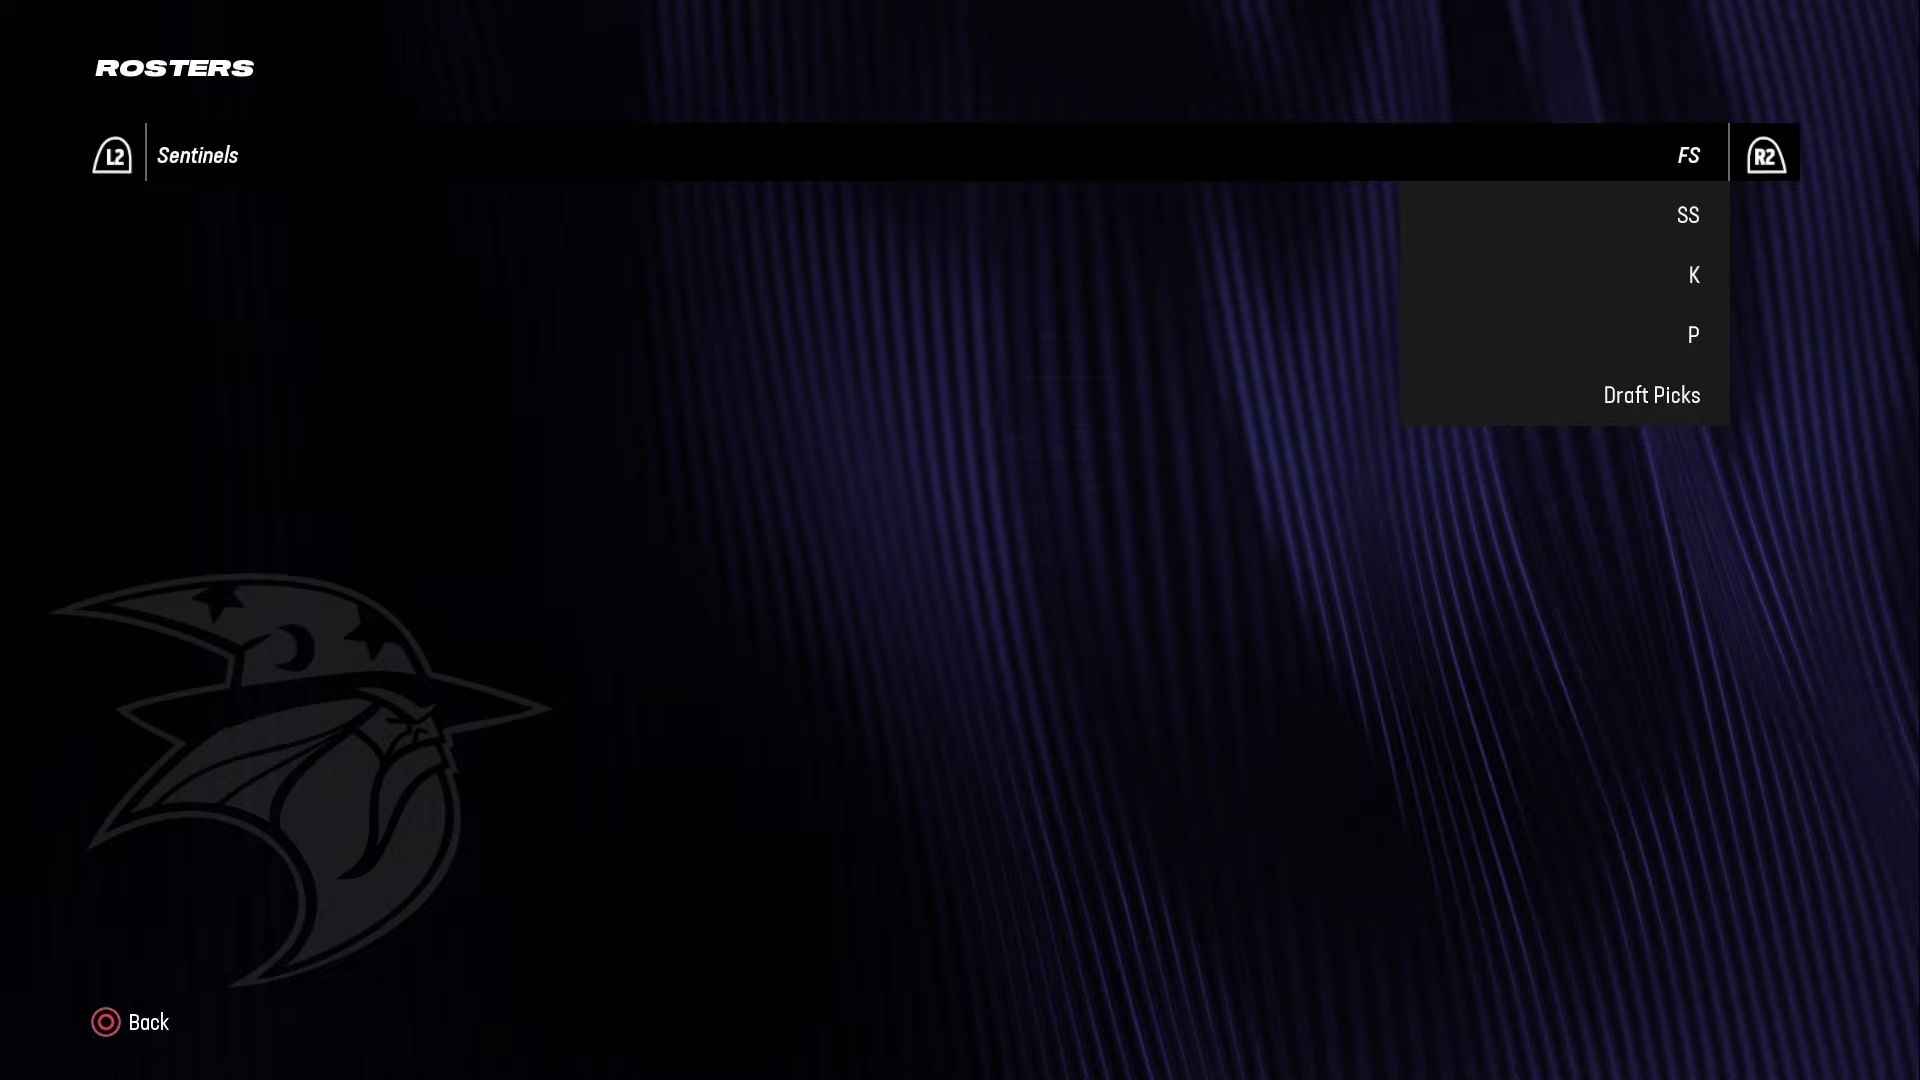 ROSTERS
L2 Sentinels FS R2
SS
K
P
Draft Picks
Back